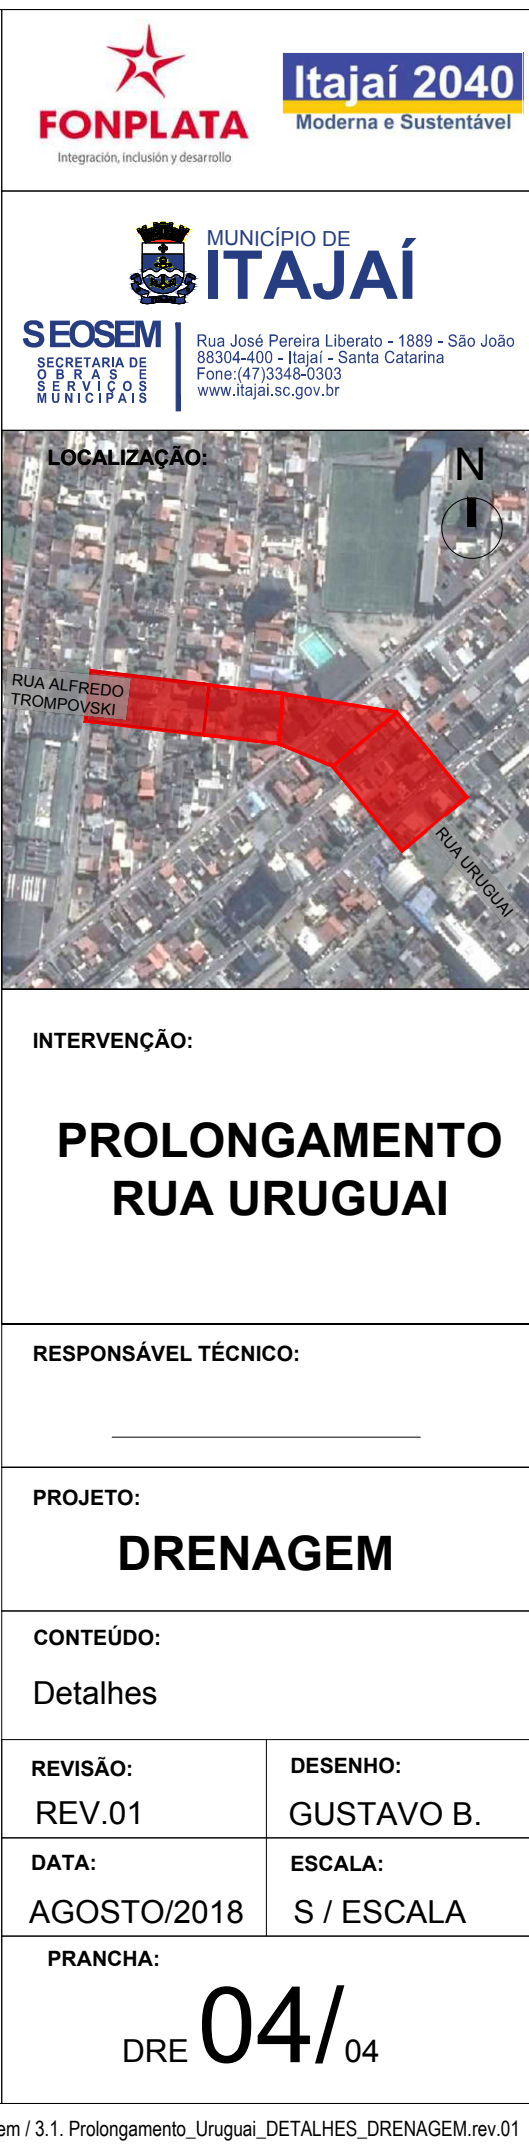 FONPLATA
Integración, inclusión y desarrollo
Itajaí 2040
Moderna e Sustentável
MUNICÍPIO DE
ITAJAÍ
SEOSEM
SECRETARIA DE
OBRAS E
SERVIÇOS
MUNICIPAIS
Rua José Pereira Liberato - 1889 - São João
88304-400 - Itajaí - Santa Catarina
Fone:(47)3348-0303
www.itajai.sc.gov.br
LOCALIZAÇÃO:
N
RUA ALFREDO
TROMPOVSKI
RUA URUGUAI
INTERVENÇÃO:
PROLONGAMENTO
RUA URUGUAI
RESPONSÁVEL TÉCNICO:
PROJETO:
DRENAGEM
CONTEÚDO:
Detalhes
REVISÃO:
REV.01
DESENHO:
GUSTAVO B.
DATA:
AGOSTO/2018
ESCALA:
S / ESCALA
PRANCHA:
DRE 04/04
em / 3.1. Prolongamento_Uruguai_DETALHES_DRENAGEM.rev.01